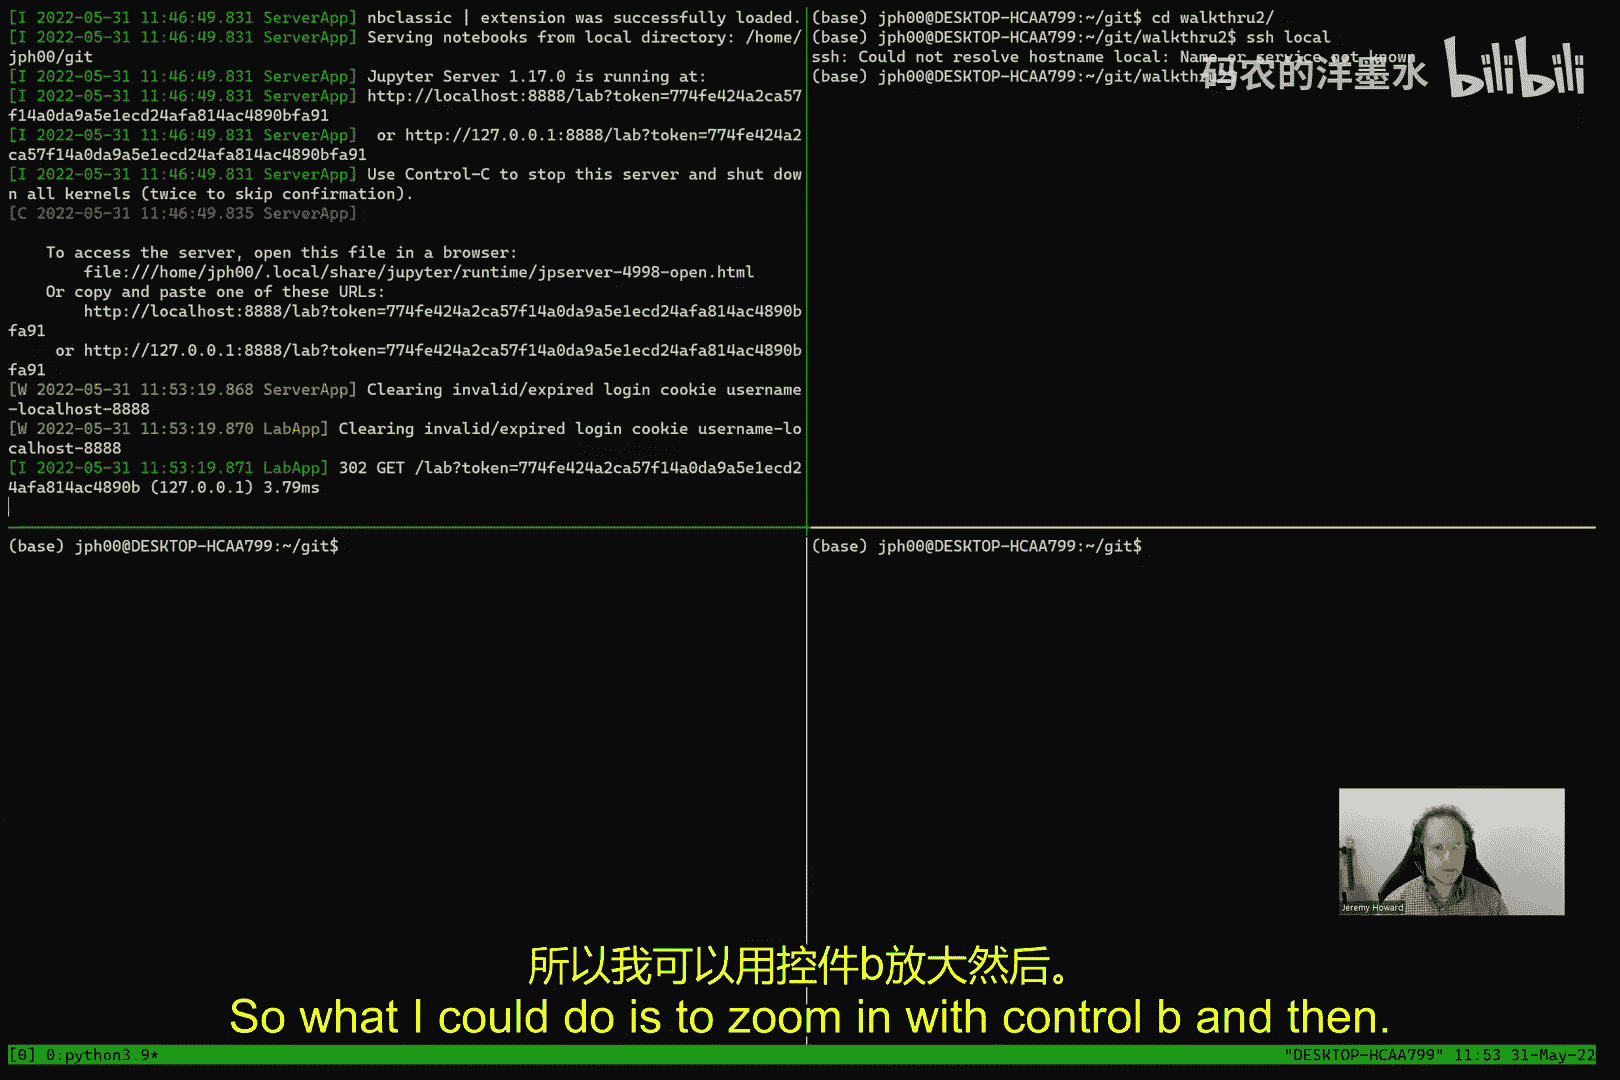 [I 2022-05-31 11:46:49.831 ServerApp] nbclassic | extension was successfully loaded.
[I 2022-05-31 11:46:49.831 ServerApp] Serving notebooks from local directory: /home/
jph00/git
[I 2022-05-31 11:46:49.831 ServerApp] Jupyter Server 1.17.0 is running at:
[I 2022-05-31 11:46:49.831 ServerApp] http://localhost:8888/lab?token=774fe424a2ca57
f14a0da9a5e1ecd24afa814ac4890bfa91
[I 2022-05-31 11:46:49.831 ServerApp]  or http://127.0.0.1:8888/lab?token=774fe424a2
ca57f14a0da9a5e1ecd24afa814ac4890bfa91
[I 2022-05-31 11:46:49.831 ServerApp] Use Control-C to stop this server and shut dow
n all kernels (twice to skip confirmation).
[C 2022-05-31 11:46:49.835 ServerApp]
To access the server, open this file in a browser:
file:///home/jph00/.local/share/jupyter/runtime/jpserver-4998-open.html
Or copy and paste one of these URLs:
http://localhost:8888/lab?token=774fe424a2ca57f14a0da9a5e1ecd24afa814ac4890b
fa91
or http://127.0.0.1:8888/lab?token=774fe424a2ca57f14a0da9a5e1ecd24afa814ac4890b
fa91
[W 2022-05-31 11:53:19.868 ServerApp] Clearing invalid/expired login cookie username
-localhost-8888
[W 2022-05-31 11:53:19.870 LabApp] Clearing invalid/expired login cookie username-lo
calhost-8888
[I 2022-05-31 11:53:19.871 LabApp] 302 GET /lab?token=774fe424a2ca57f14a0da9a5e1ecd2
4afa814ac4890b (127.0.0.1) 3.79ms
(base) jph00@DESKTOP-HCAA799:~/git$ cd walkthru2/
(base) jph00@DESKTOP-HCAA799:~/git/walkthru2$ ssh local
ssh: Could not resolve hostname local: Name or service not known
(base) jph00@DESKTOP-HCAA799:~/git/walkthru2$
码农的洋墨水 bilibili
(base) jph00@DESKTOP-HCAA799:~/git$
(base) jph00@DESKTOP-HCAA799:~/git$
Jeremy Howard
所以我可以用控件b放大然后。
So what I could do is to zoom in with control b and then.
[0] 0:python3.9*
"DESKTOP-HCAA799" 11:53 31-May-22